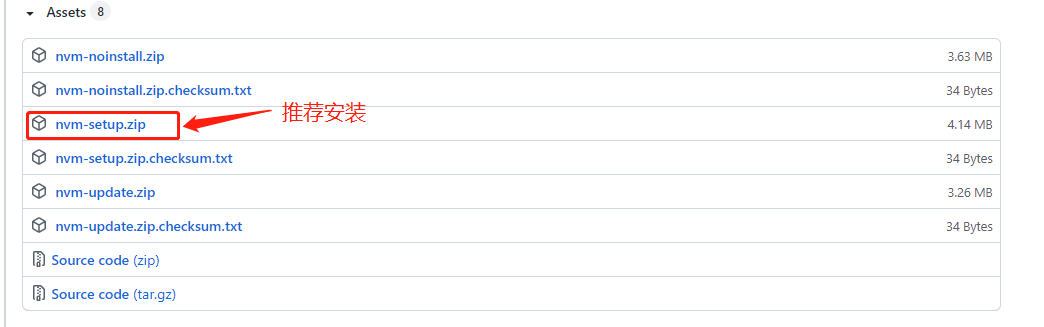 Assets 8
nvm-noinstall.zip 3.63 MB
nvm-noinstall.zip.checksum.txt 34 Bytes
nvm-setup.zip 推荐安装 4.14 MB
nvm-setup.zip.checksum.txt 34 Bytes
nvm-update.zip 3.26 MB
nvm-update.zip.checksum.txt 34 Bytes
Source code (zip)
Source code (tar.gz)